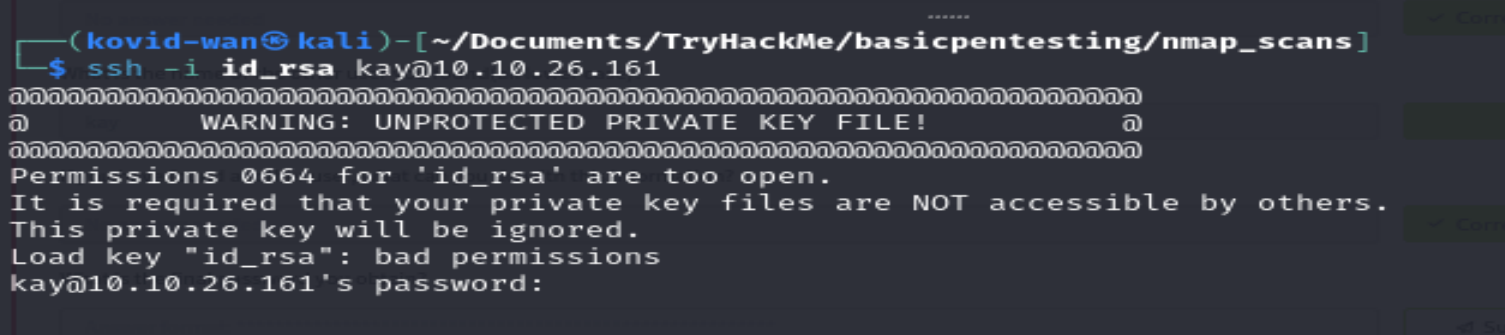 ┌──(kovid-wan㉿kali)-[~/Documents/TryHackMe/basicpentesting/nmap_scans]
└─$ ssh -i id_rsa kay@10.10.26.161
@@@@@@@@@@@@@@@@@@@@@@@@@@@@@@@@@@@@@@@@@@@@@@@@@@@@@@@@@@@
@         WARNING: UNPROTECTED PRIVATE KEY FILE!          @
@@@@@@@@@@@@@@@@@@@@@@@@@@@@@@@@@@@@@@@@@@@@@@@@@@@@@@@@@@@
Permissions 0664 for 'id_rsa' are too open.
It is required that your private key files are NOT accessible by others.
This private key will be ignored.
Load key "id_rsa": bad permissions
kay@10.10.26.161's password: